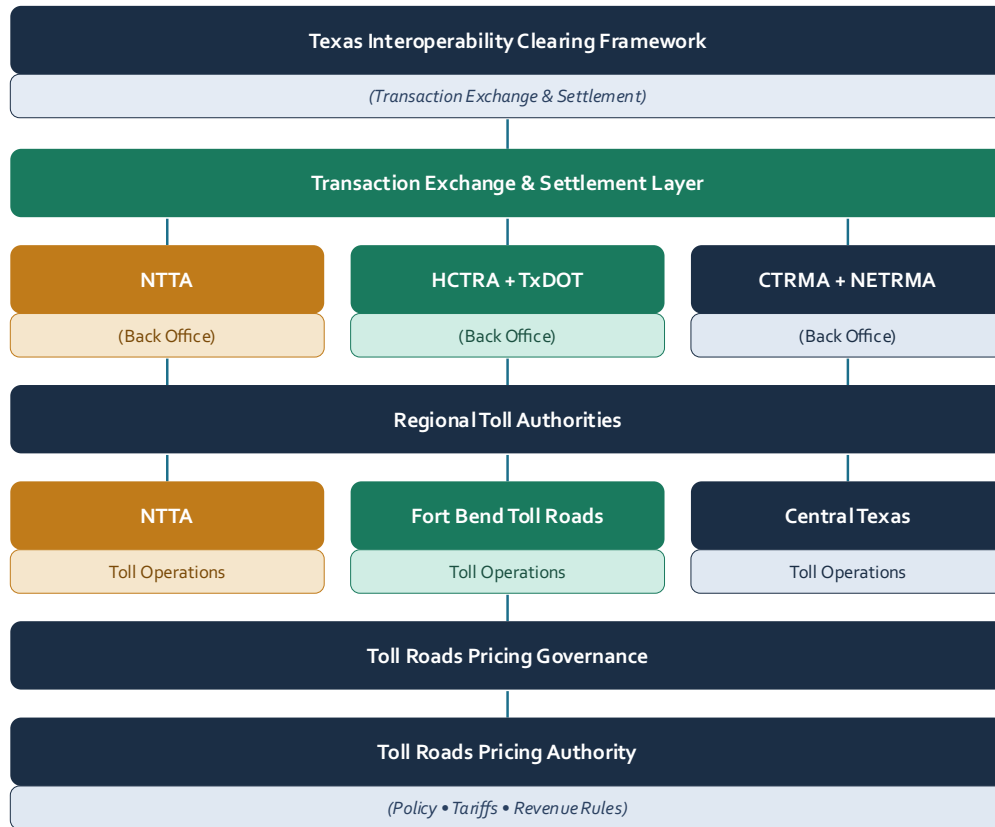 Texas Interoperability Clearing Framework
(Transaction Exchange & Settlement)
Transaction Exchange & Settlement Layer
NTTA
HCTRA + TxDOT
CTRMA + NETRMA
(Back Office)
(Back Office)
(Back Office)
Regional Toll Authorities
NTTA
Fort Bend Toll Roads
Central Texas
Toll Operations
Toll Operations
Toll Operations
Toll Roads Pricing Governance
Toll Roads Pricing Authority
(Policy • Tariffs • Revenue Rules)